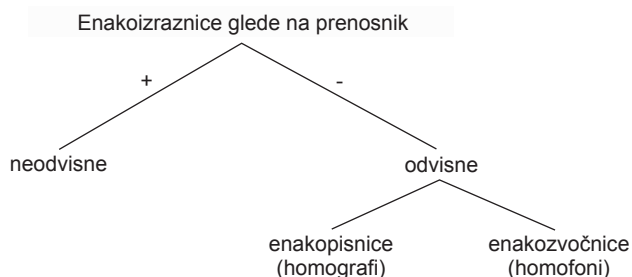 Enakoizraznice glede na prenosnik
+ -
neodvisne odvisne
enakopisnice enakozvočnice
(homografi) (homofoni)